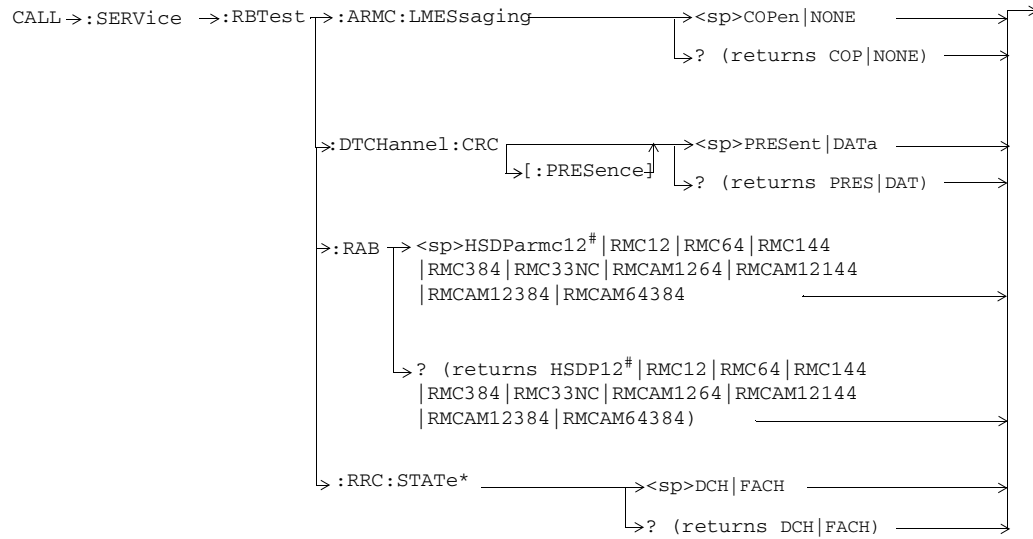 CALL :SERVice :RBTest :ARMC:LMESsaging <sp>COPen|NONE
? (returns COP|NONE)
:DTCHannel:CRC <sp>PRESent|DATa
[:PRESence] ? (returns PRES|DAT)
:RAB <sp>HSDParmc12#|RMC12|RMC64|RMC144
|RMC384|RMC33NC|RMCAM1264|RMCAM12144
|RMCAM12384|RMCAM64384
? (returns HSDP12#|RMC12|RMC64|RMC144
|RMC384|RMC33NC|RMCAM1264|RMCAM12144
|RMCAM12384|RMCAM64384)
:RRC:STATe* <sp>DCH|FACH
? (returns DCH|FACH)